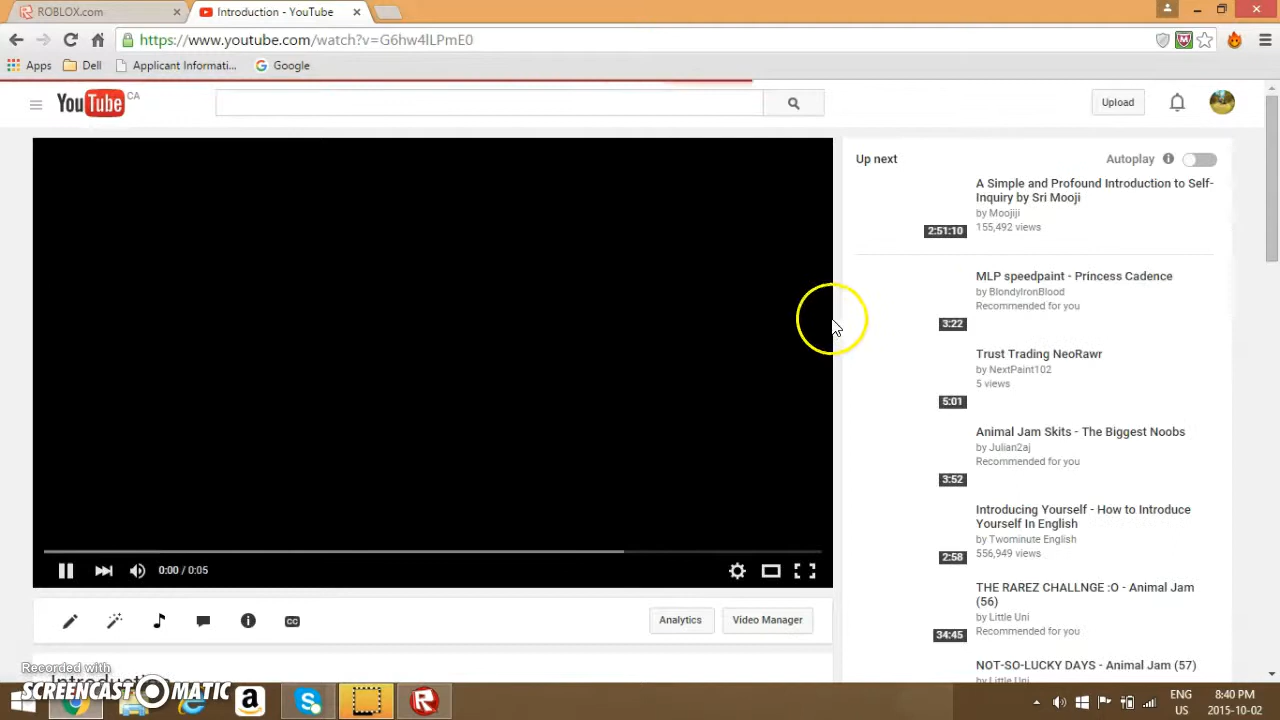 ROBLOX.com
Introduction - YouTube
https://www.youtube.com/watch?v=G6hw4lLPmE0
Apps
Dell
Applicant Informati...
Google
YouTube CA
Upload
Up next
Autoplay
A Simple and Profound Introduction to Self-
Inquiry by Sri Mooji
by Moojiji
155,492 views
2:51:10
MLP speedpaint - Princess Cadence
by BlondyIronBlood
Recommended for you
3:22
Trust Trading NeoRawr
by NextPaint102
5 views
5:01
Animal Jam Skits - The Biggest Noobs
by Julian2aj
Recommended for you
3:52
Introducing Yourself - How to Introduce
Yourself In English
by Twominute English
556,949 views
2:58
THE RAREZ CHALLNGE :O - Animal Jam
(56)
by Little Uni
Recommended for you
34:45
NOT-SO-LUCKY DAYS - Animal Jam (57)
by Little Uni
0:00 / 0:05
CC
Analytics
Video Manager
Introduction
Recorded with
SCREENCAST-O-MATIC
ENG
US
8:40 PM
2015-10-02